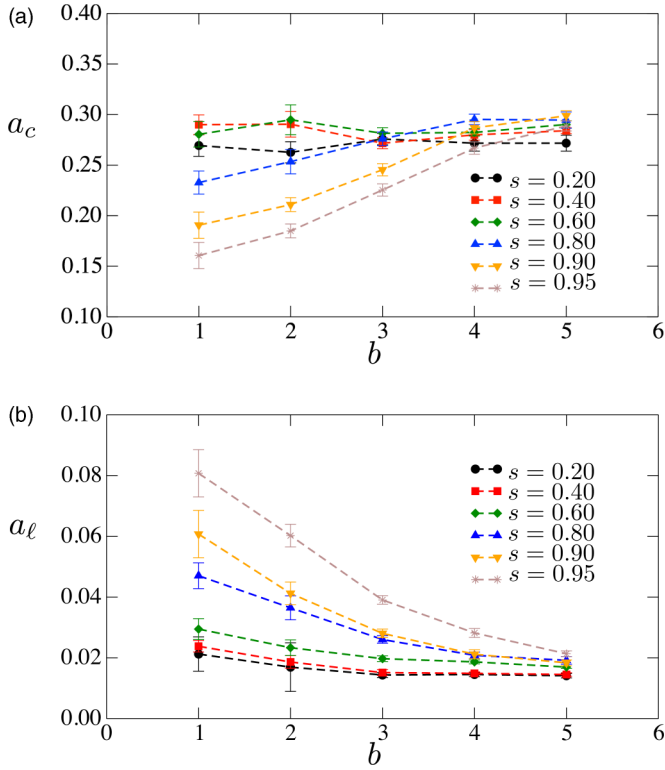 (a)
0.40
0.35
0.30
a_c
0.25
0.20
0.15
0.10
s = 0.20
s = 0.40
s = 0.60
s = 0.80
s = 0.90
s = 0.95
0 1 2 3 4 5 6
b
(b)
0.10
0.08
a_ℓ
0.06
0.04
0.02
0.00
s = 0.20
s = 0.40
s = 0.60
s = 0.80
s = 0.90
s = 0.95
0 1 2 3 4 5 6
b